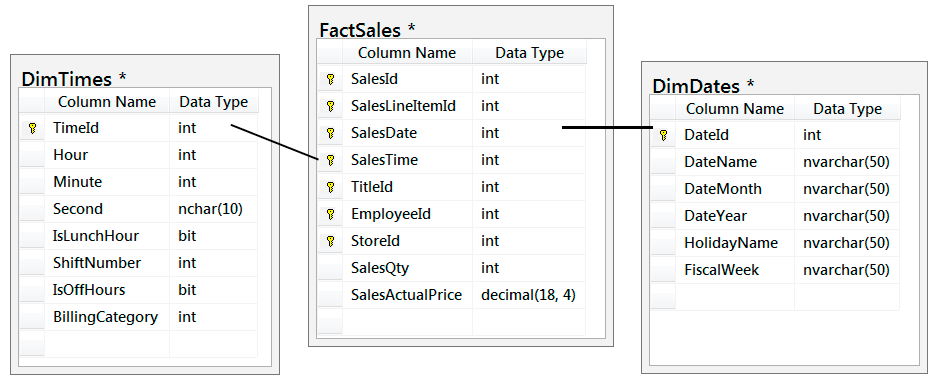 DimTimes *
Column Name Data Type
TimeId int
Hour int
Minute int
Second nchar(10)
IsLunchHour bit
ShiftNumber int
IsOffHours bit
BillingCategory int
FactSales *
Column Name Data Type
SalesId int
SalesLineItemId int
SalesDate int
SalesTime int
TitleId int
EmployeeId int
StoreId int
SalesQty int
SalesActualPrice decimal(18, 4)
DimDates *
Column Name Data Type
DateId int
DateName nvarchar(50)
DateMonth nvarchar(50)
DateYear nvarchar(50)
HolidayName nvarchar(50)
FiscalWeek nvarchar(50)